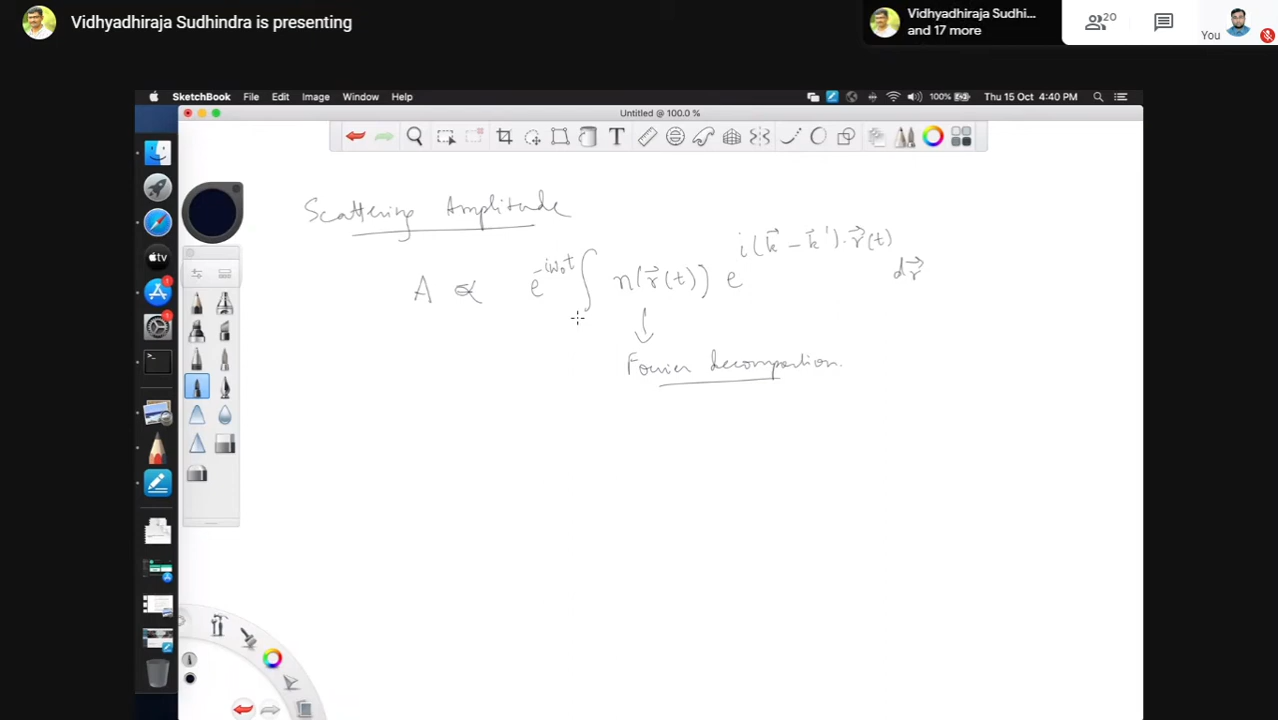 Vidhyadhiraja Sudhindra is presenting
Vidhyadhiraja Sudhi...
and 17 more
20
You
SketchBook File Edit Image Window Help
100% Thu 15 Oct 4:40 PM
Untitled @ 100.0 %
T
tv
Scattering Amplitude
A ∝ e^{-iω₀t} ∫ n(r⃗(t)) e^{i(k⃗ - k⃗')·r⃗(t)} dr⃗
↓
Fourier decomposition.